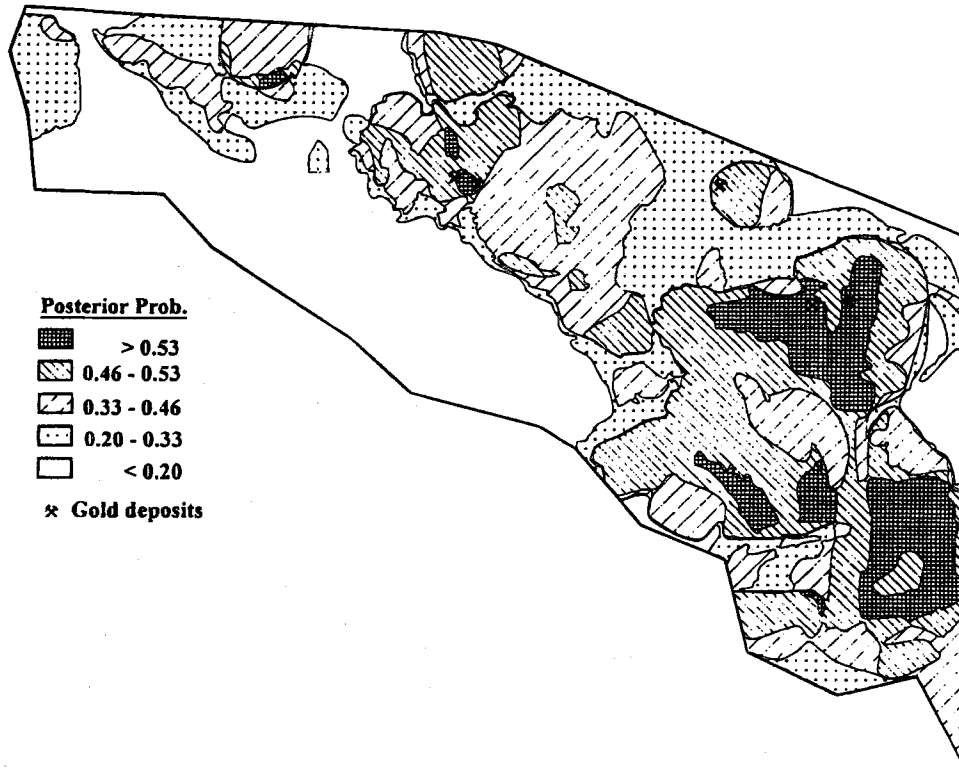 Posterior Prob.
> 0.53
0.46 - 0.53
0.33 - 0.46
0.20 - 0.33
< 0.20
Gold deposits